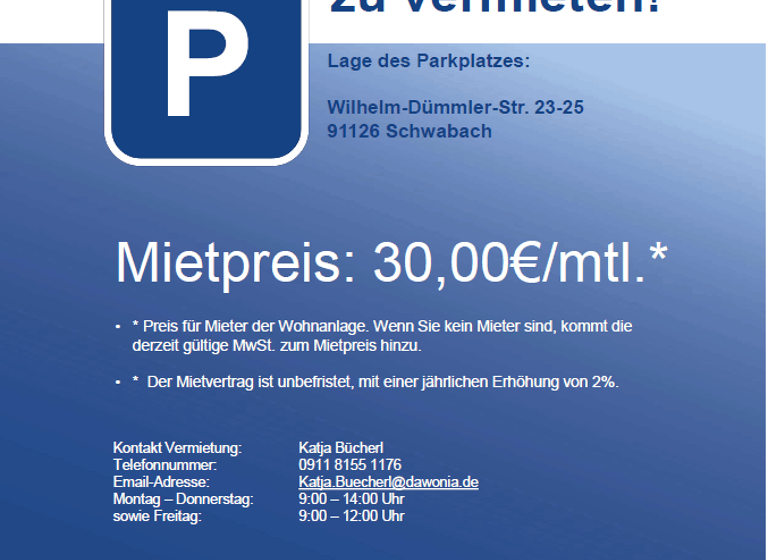 zu vermieten!
P
Lage des Parkplatzes:
Wilhelm-Dümmler-Str. 23-25
91126 Schwabach
Mietpreis: 30,00€/mtl.*
• * Preis für Mieter der Wohnanlage. Wenn Sie kein Mieter sind, kommt die
derzeit gültige MwSt. zum Mietpreis hinzu.
• * Der Mietvertrag ist unbefristet, mit einer jährlichen Erhöhung von 2%.
Kontakt Vermietung: Katja Bücherl
Telefonnummer: 0911 8155 1176
Email-Adresse: Katja.Buecherl@dawonia.de
Montag – Donnerstag: 9:00 – 14:00 Uhr
sowie Freitag: 9:00 – 12:00 Uhr